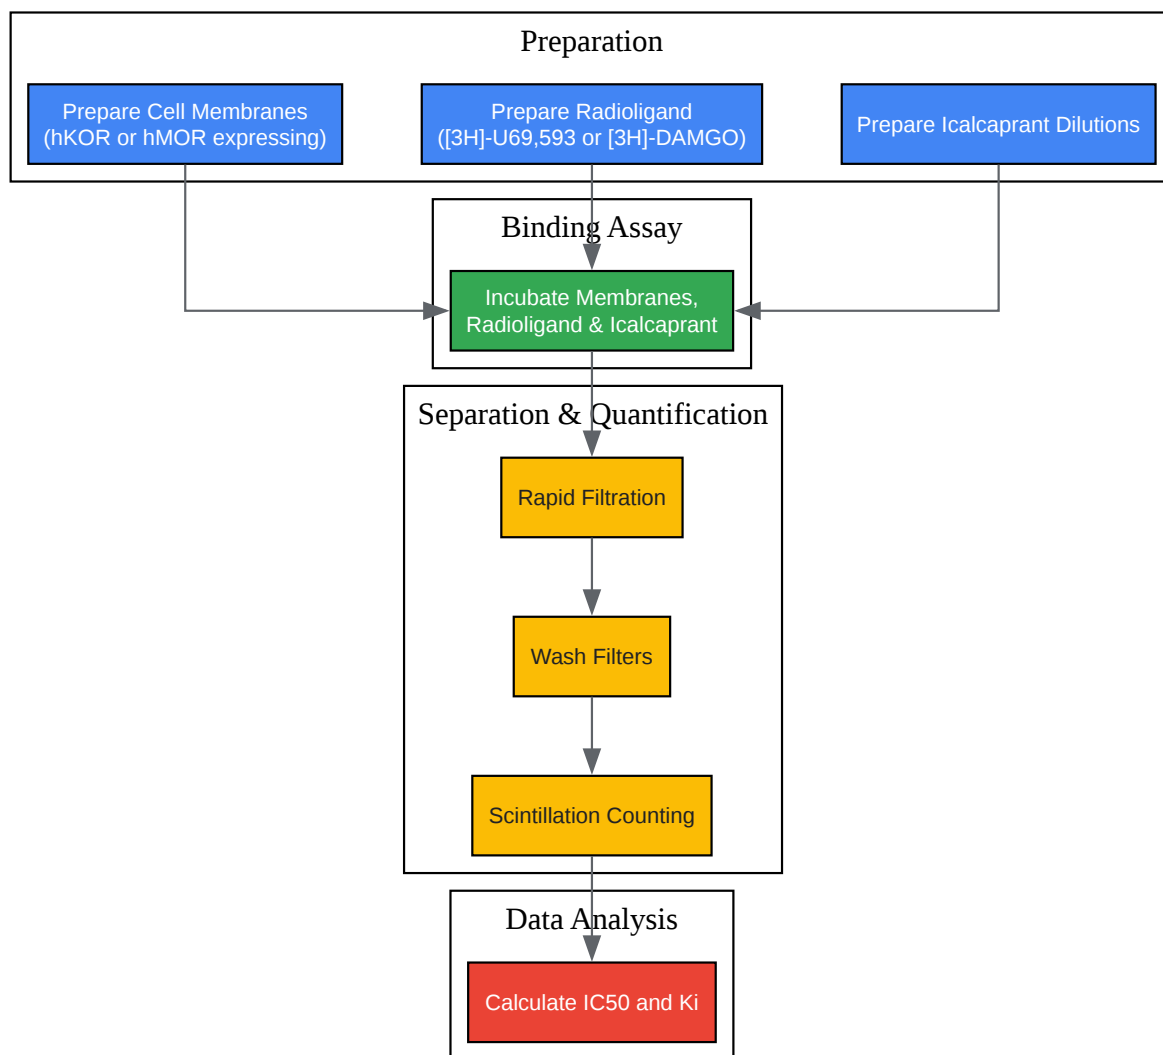 Preparation
Prepare Cell Membranes
(hKOR or hMOR expressing)
Prepare Radioligand
([3H]-U69,593 or [3H]-DAMGO)
Prepare Icalcaprant Dilutions
Binding Assay
Incubate Membranes,
Radioligand & Icalcaprant
Separation & Quantification
Rapid Filtration
Wash Filters
Scintillation Counting
Data Analysis
Calculate IC50 and Ki